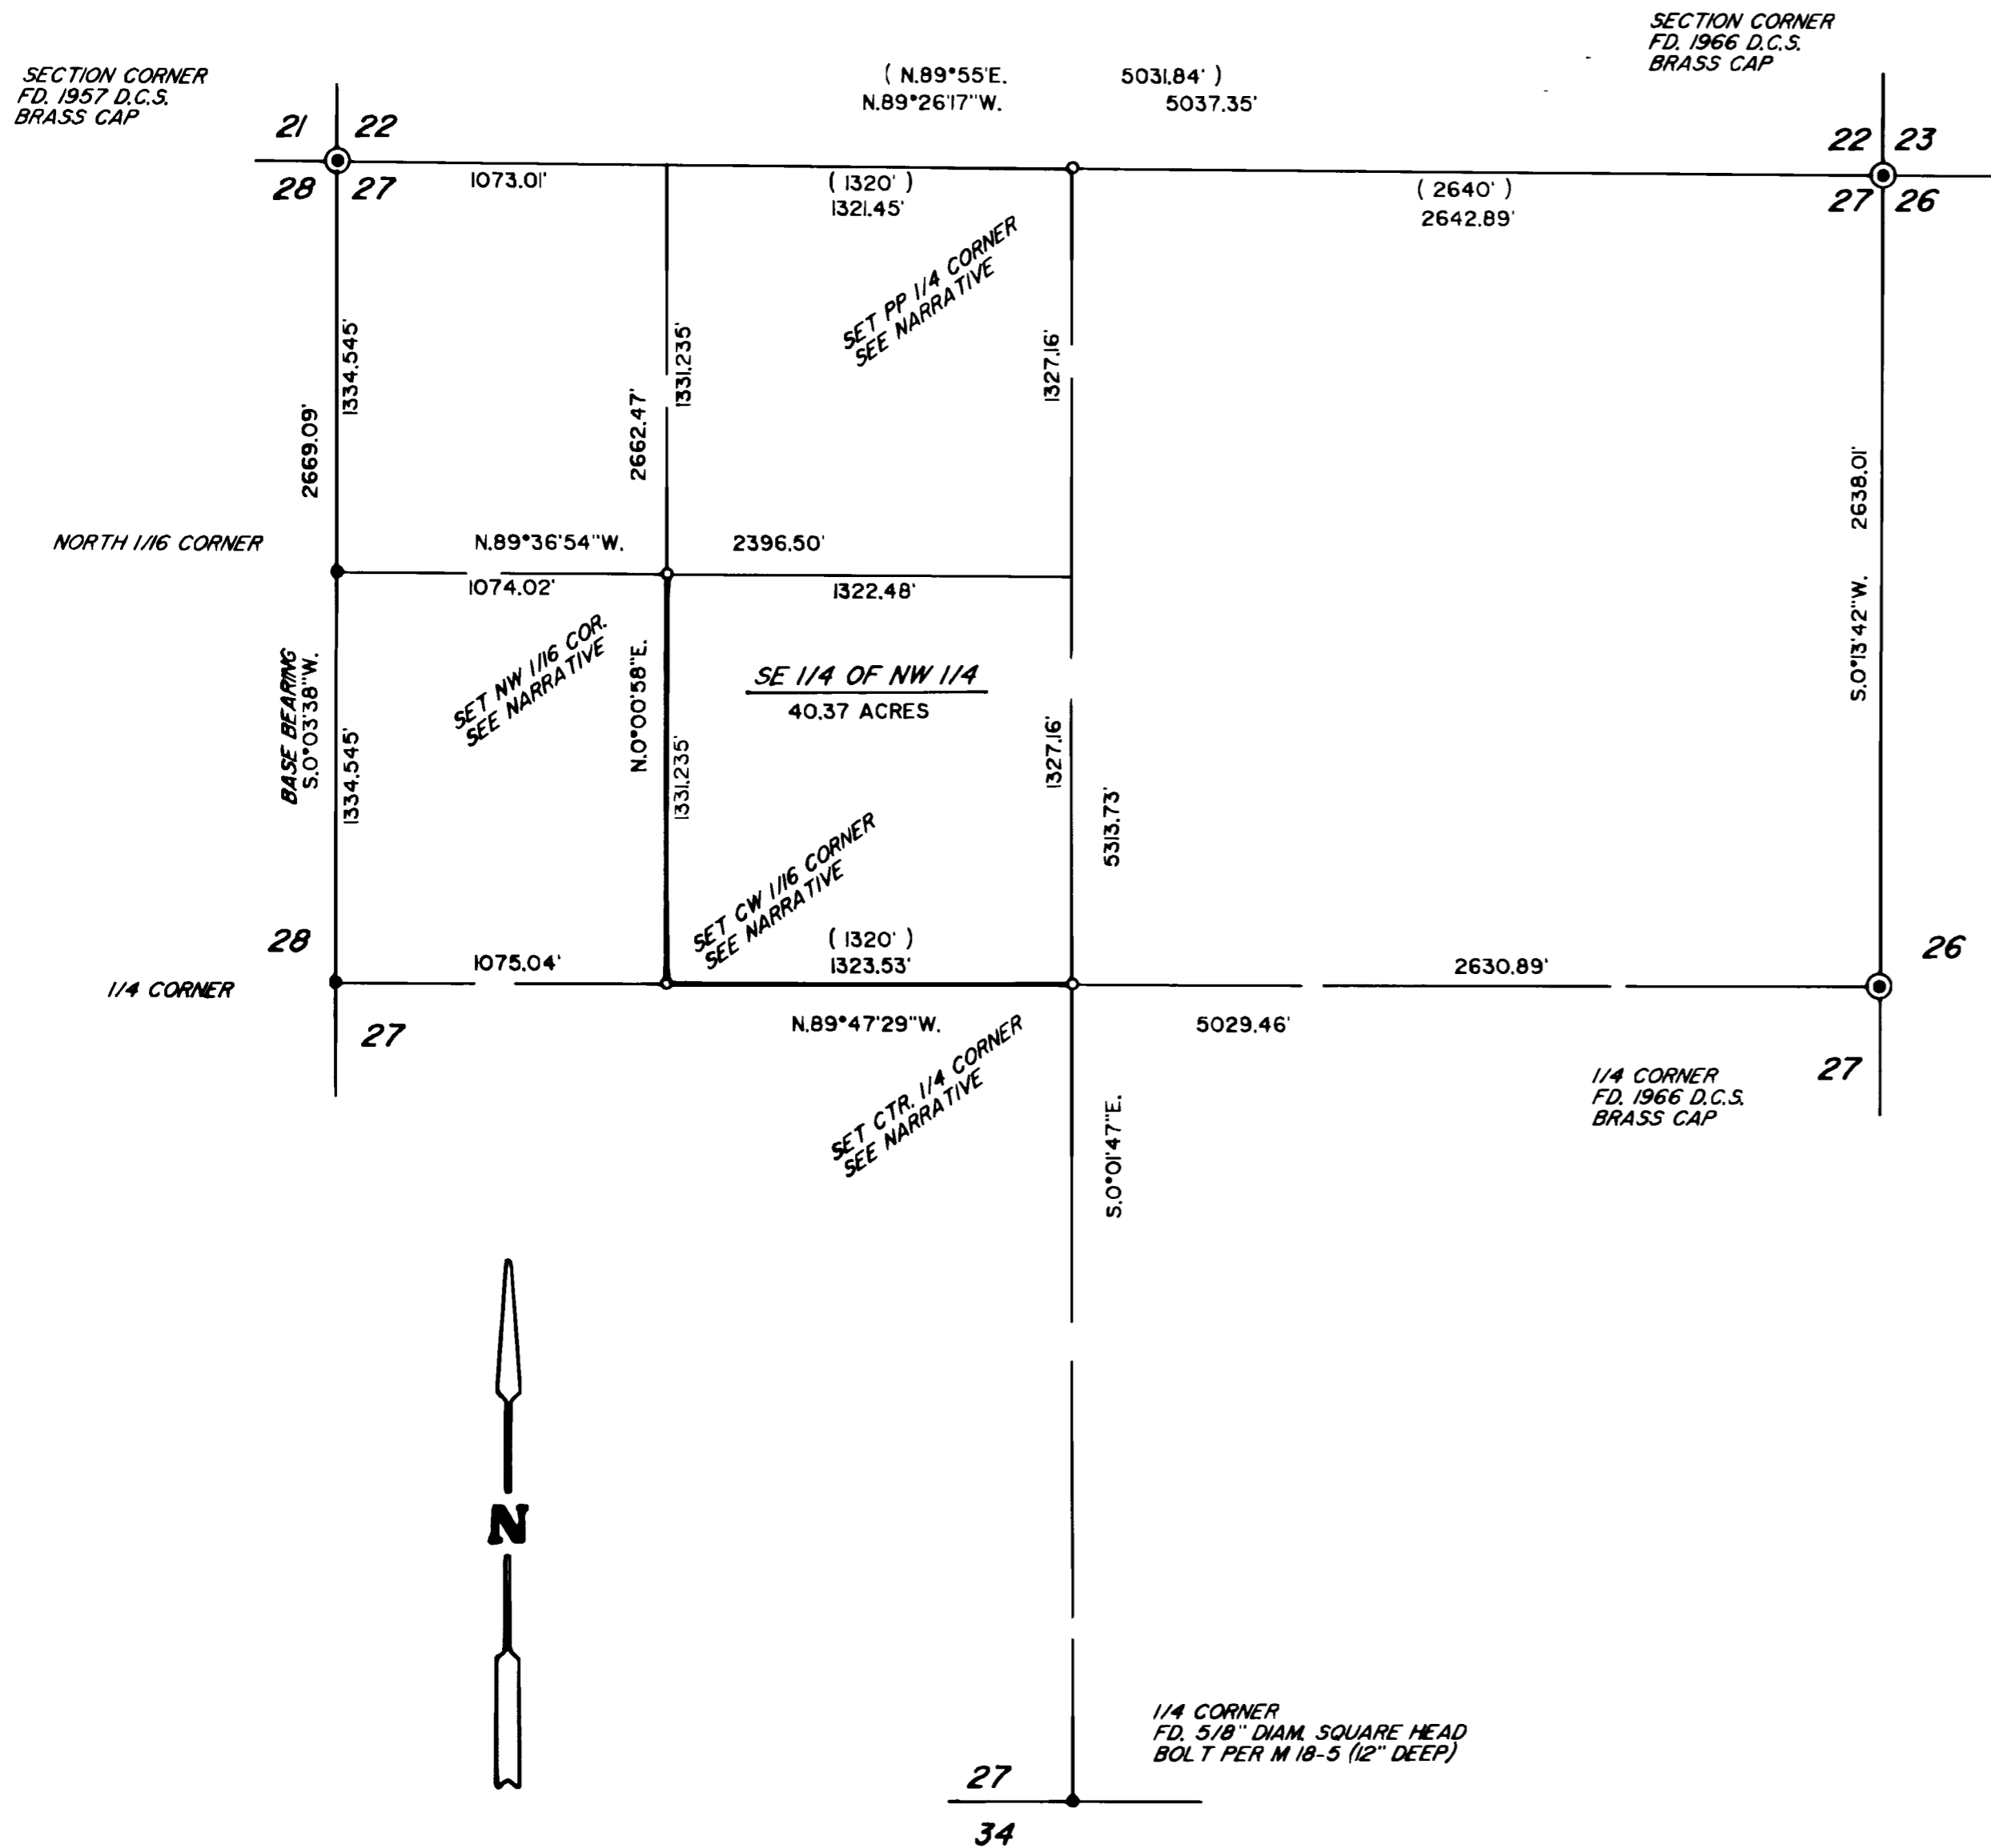 SECTION CORNER
FD. 1966 D.C.S.
BRASS CAP
SECTION CORNER
FD. 1957 D.C.S.
BRASS CAP
( N.89°55'E. 5031.84' )
N.89°26'17"W. 5037.35'
21 22
28 27
22 23
27 26
1073.01'
( 1320' )
1321.45'
( 2640' )
2642.89'
SET PP 1/4 CORNER
SEE NARRATIVE
1334.545'
2669.09'
1331.235'
2662.47'
1327.16'
S.0°13'42"W. 2638.01'
NORTH 1/16 CORNER
N.89°36'54"W. 2396.50'
1074.02'
1322.48'
SET NW 1/16 COR.
SEE NARRATIVE
BASE BEARING
S.0°03'38"W.
1334.545'
N.0°00'58"E.
1331.235'
SE 1/4 OF NW 1/4
40.37 ACRES
1327.16'
5313.73'
SET CW 1/16 CORNER
SEE NARRATIVE
28
26
1/4 CORNER
1075.04'
( 1320' )
1323.53'
2630.89'
27
N.89°47'29"W. 5029.46'
SET CTR. 1/4 CORNER
SEE NARRATIVE
S.0°01'47"E.
27
1/4 CORNER
FD. 1966 D.C.S.
BRASS CAP
N
1/4 CORNER
FD. 5/8" DIAM. SQUARE HEAD
BOLT PER M 18-5 (12" DEEP)
27
34